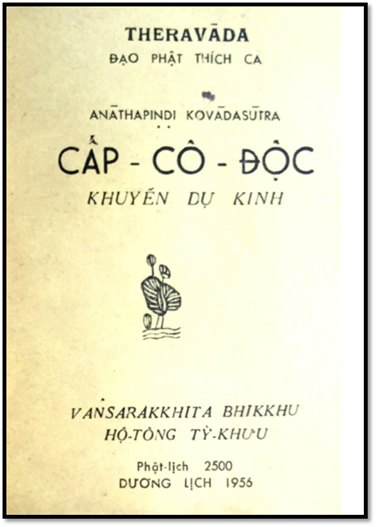 THERAVĀDA
ĐẠO PHẬT THÍCH CA
ANĀTHAPINDI KOVĀDASŪTRA
CẤP - CÔ - ĐỘC
KHUYẾN DỤ KINH
VANSARAKKHITA BHIKKHU
HỘ-TÔNG TỲ-KHƯU
Phật-lịch 2500
DƯƠNG LỊCH 1956